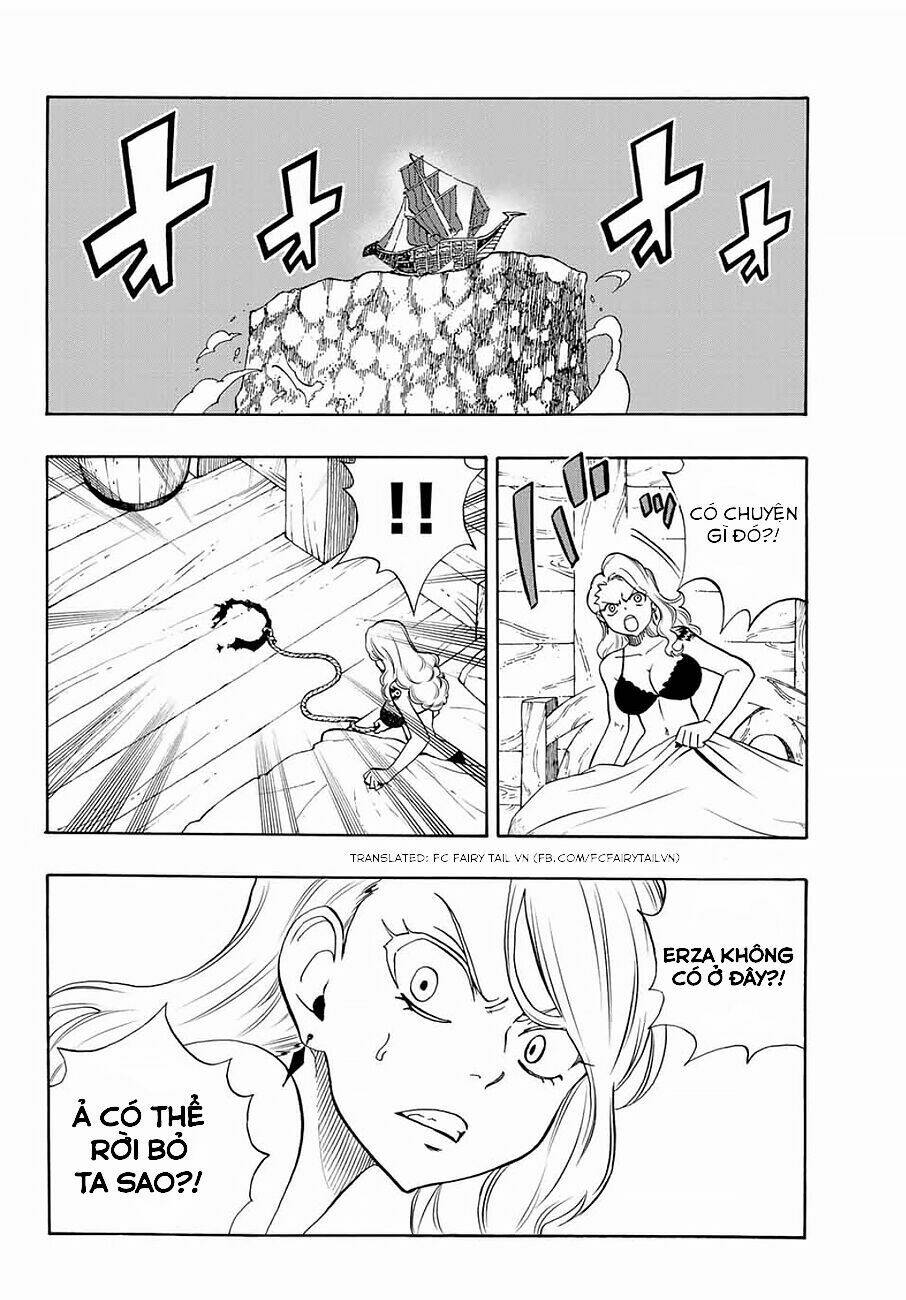 CÓ CHUYỆN
GÌ ĐÓ?!
!!
TRANSLATED: FC FAIRY TAIL VN (FB.COM/FCFAIRYTAILVN)
ERZA KHÔNG
CÓ Ở ĐÂY?!
Ả CÓ THỂ
RỜI BỎ
TA SAO?!